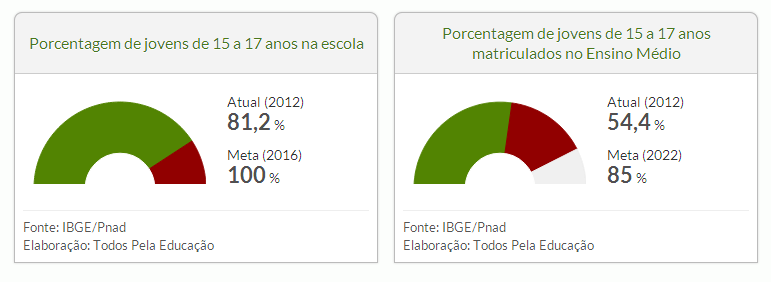 Porcentagem de jovens de 15 a 17 anos na escola
Atual (2012)
81,2 %
Meta (2016)
100 %
Fonte: IBGE/Pnad
Elaboração: Todos Pela Educação
Porcentagem de jovens de 15 a 17 anos
matriculados no Ensino Médio
Atual (2012)
54,4 %
Meta (2022)
85 %
Fonte: IBGE/Pnad
Elaboração: Todos Pela Educação